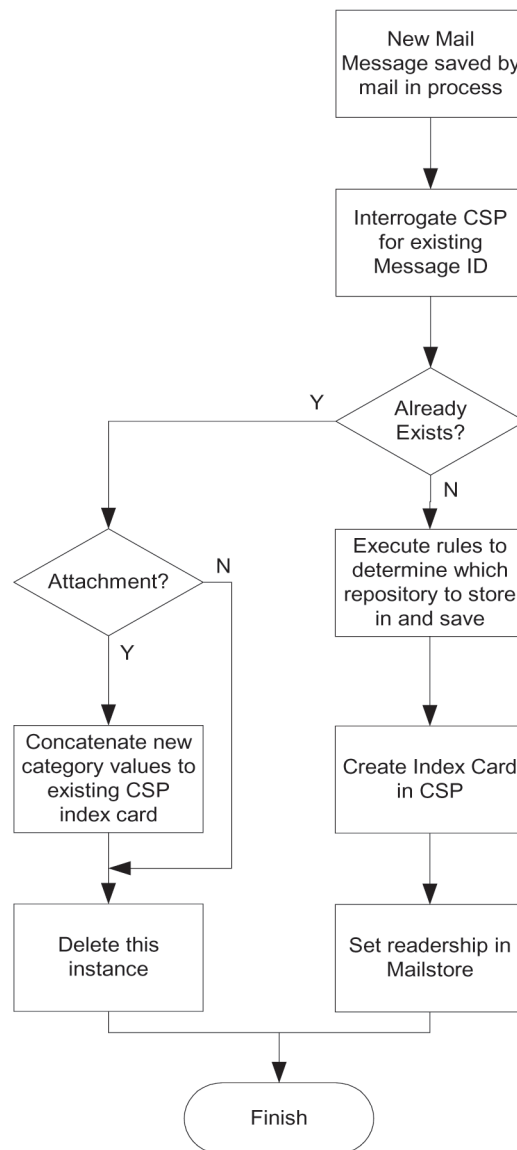 New Mail
Message saved by
mail in process
Interrogate CSP
for existing
Message ID
Already
Exists?
Y
N
Attachment?
N
Y
Execute rules to
determine which
repository to store
in and save
Concatenate new
category values to
existing CSP
index card
Create Index Card
in CSP
Delete this
instance
Set readership in
Mailstore
Finish